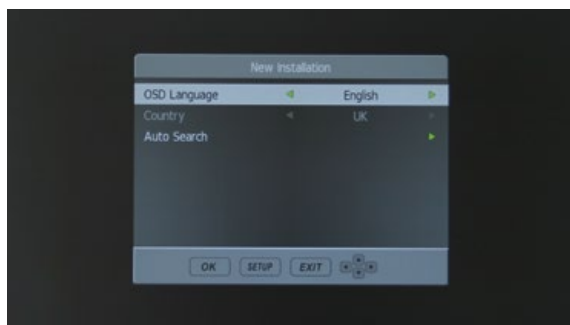 New Installation
OSD Language English
Country UK
Auto Search
OK SETUP EXIT